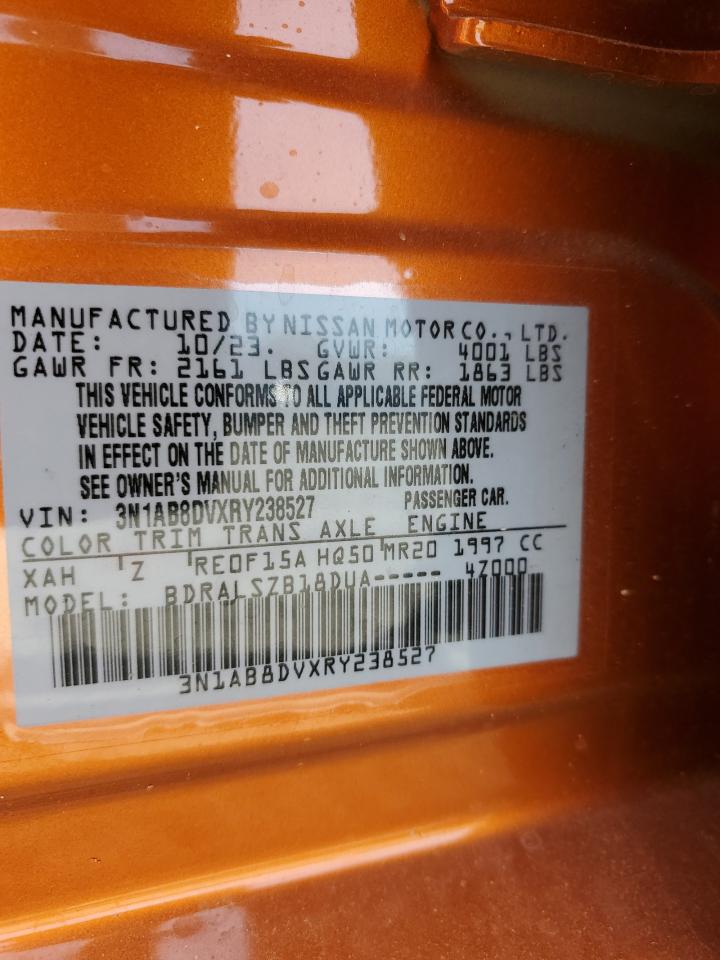 MANUFACTURED BY NISSAN MOTOR CO., LTD.
DATE: 10/23. GVWR: 4001 LBS
GAWR FR: 2161 LBS GAWR RR: 1863 LBS
THIS VEHICLE CONFORMS TO ALL APPLICABLE FEDERAL MOTOR
VEHICLE SAFETY, BUMPER AND THEFT PREVENTION STANDARDS
IN EFFECT ON THE DATE OF MANUFACTURE SHOWN ABOVE.
SEE OWNER'S MANUAL FOR ADDITIONAL INFORMATION.
VIN: 3N1AB8DVXRY238527 PASSENGER CAR.
COLOR TRIM TRANS AXLE ENGINE
XAH Z RE0F15A HQ50 MR20 1997 CC
MODEL: BDRALSZB18DUA----- 4Z000
3N1AB8DVXRY238527